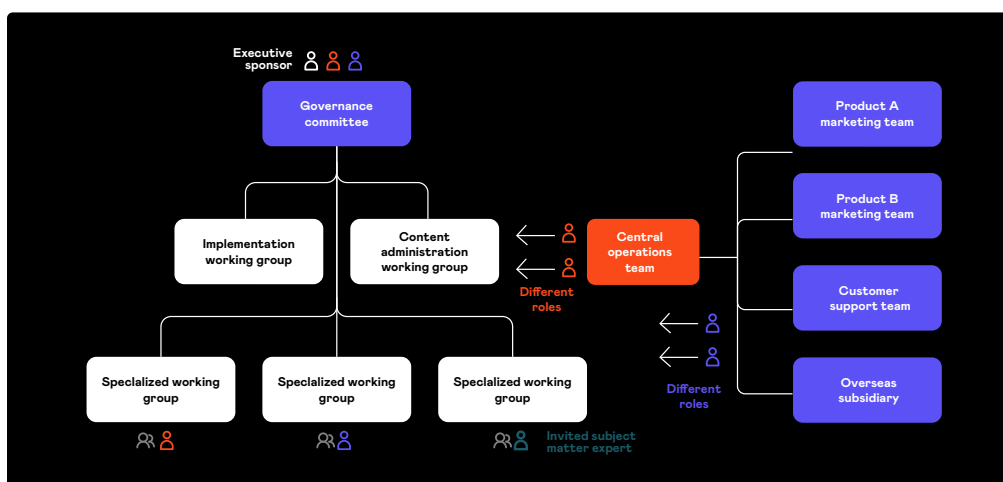 Executive
sponsor
Governance
committee
Product A
marketing team
Product B
marketing team
Implementation
working group
Content
administration
working group
Central
operations
team
Different
roles
Customer
support team
Speclalized working
group
Specialized working
group
Specialized working
group
Different
roles
Overseas
subsidiary
Invited subject
matter expert